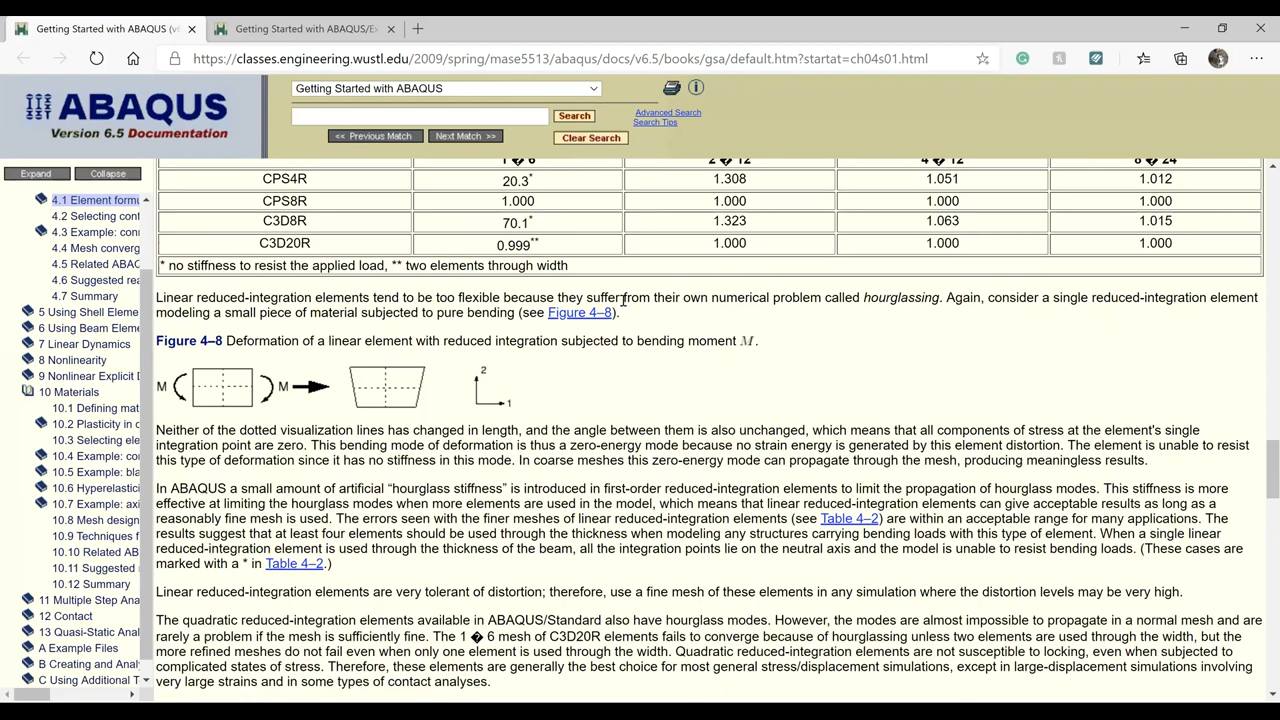 Getting Started with ABAQUS (v
Getting Started with ABAQUS/E
https://classes.engineering.wustl.edu/2009/spring/mase5513/abaqus/docs/v6.5/books/gsa/default.htm?startat=ch04s01.html
ABAQUS
Version 6.5 Documentation
Getting Started with ABAQUS
Search
Advanced Search
Search Tips
<< Previous Match
Next Match >>
Clear Search
Expand
Collapse
4.1 Element formu
4.2 Selecting cont
4.3 Example: conn
4.4 Mesh converg
4.5 Related ABAC
4.6 Suggested rea
4.7 Summary
5 Using Shell Eleme
6 Using Beam Eleme
7 Linear Dynamics
8 Nonlinearity
9 Nonlinear Explicit D
10 Materials
10.1 Defining mat
10.2 Plasticity in d
10.3 Selecting ele
10.4 Example: cor
10.5 Example: bla
10.6 Hyperelastici
10.7 Example: axis
10.8 Mesh design
10.9 Techniques f
10.10 Related AB
10.11 Suggested
10.12 Summary
11 Multiple Step Ana
12 Contact
13 Quasi-Static Anal
A Example Files
B Creating and Analy
C Using Additional T
1 � 6 2 � 12 4 � 12 8 � 24
CPS4R 20.3* 1.308 1.051 1.012
CPS8R 1.000 1.000 1.000 1.000
C3D8R 70.1* 1.323 1.063 1.015
C3D20R 0.999** 1.000 1.000 1.000
* no stiffness to resist the applied load, ** two elements through width
Linear reduced-integration elements tend to be too flexible because they suffer from their own numerical problem called hourglassing. Again, consider a single reduced-integration element
modeling a small piece of material subjected to pure bending (see Figure 4–8).
Figure 4–8 Deformation of a linear element with reduced integration subjected to bending moment M.
M M 2 1
Neither of the dotted visualization lines has changed in length, and the angle between them is also unchanged, which means that all components of stress at the element's single
integration point are zero. This bending mode of deformation is thus a zero-energy mode because no strain energy is generated by this element distortion. The element is unable to resist
this type of deformation since it has no stiffness in this mode. In coarse meshes this zero-energy mode can propagate through the mesh, producing meaningless results.
In ABAQUS a small amount of artificial “hourglass stiffness” is introduced in first-order reduced-integration elements to limit the propagation of hourglass modes. This stiffness is more
effective at limiting the hourglass modes when more elements are used in the model, which means that linear reduced-integration elements can give acceptable results as long as a
reasonably fine mesh is used. The errors seen with the finer meshes of linear reduced-integration elements (see Table 4–2) are within an acceptable range for many applications. The
results suggest that at least four elements should be used through the thickness when modeling any structures carrying bending loads with this type of element. When a single linear
reduced-integration element is used through the thickness of the beam, all the integration points lie on the neutral axis and the model is unable to resist bending loads. (These cases are
marked with a * in Table 4–2.)
Linear reduced-integration elements are very tolerant of distortion; therefore, use a fine mesh of these elements in any simulation where the distortion levels may be very high.
The quadratic reduced-integration elements available in ABAQUS/Standard also have hourglass modes. However, the modes are almost impossible to propagate in a normal mesh and are
rarely a problem if the mesh is sufficiently fine. The 1 � 6 mesh of C3D20R elements fails to converge because of hourglassing unless two elements are used through the width, but the
more refined meshes do not fail even when only one element is used through the width. Quadratic reduced-integration elements are not susceptible to locking, even when subjected to
complicated states of stress. Therefore, these elements are generally the best choice for most general stress/displacement simulations, except in large-displacement simulations involving
very large strains and in some types of contact analyses.